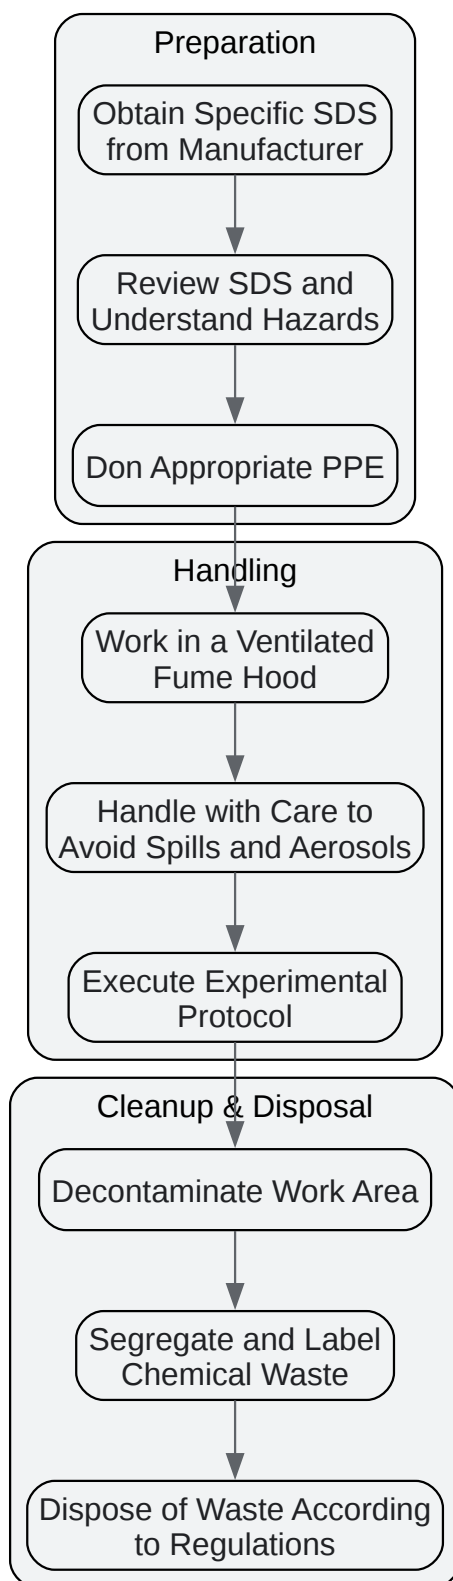 Preparation
Obtain Specific SDS
from Manufacturer
Review SDS and
Understand Hazards
Don Appropriate PPE
Handling
Work in a Ventilated
Fume Hood
Handle with Care to
Avoid Spills and Aerosols
Execute Experimental
Protocol
Cleanup & Disposal
Decontaminate Work Area
Segregate and Label
Chemical Waste
Dispose of Waste According
to Regulations